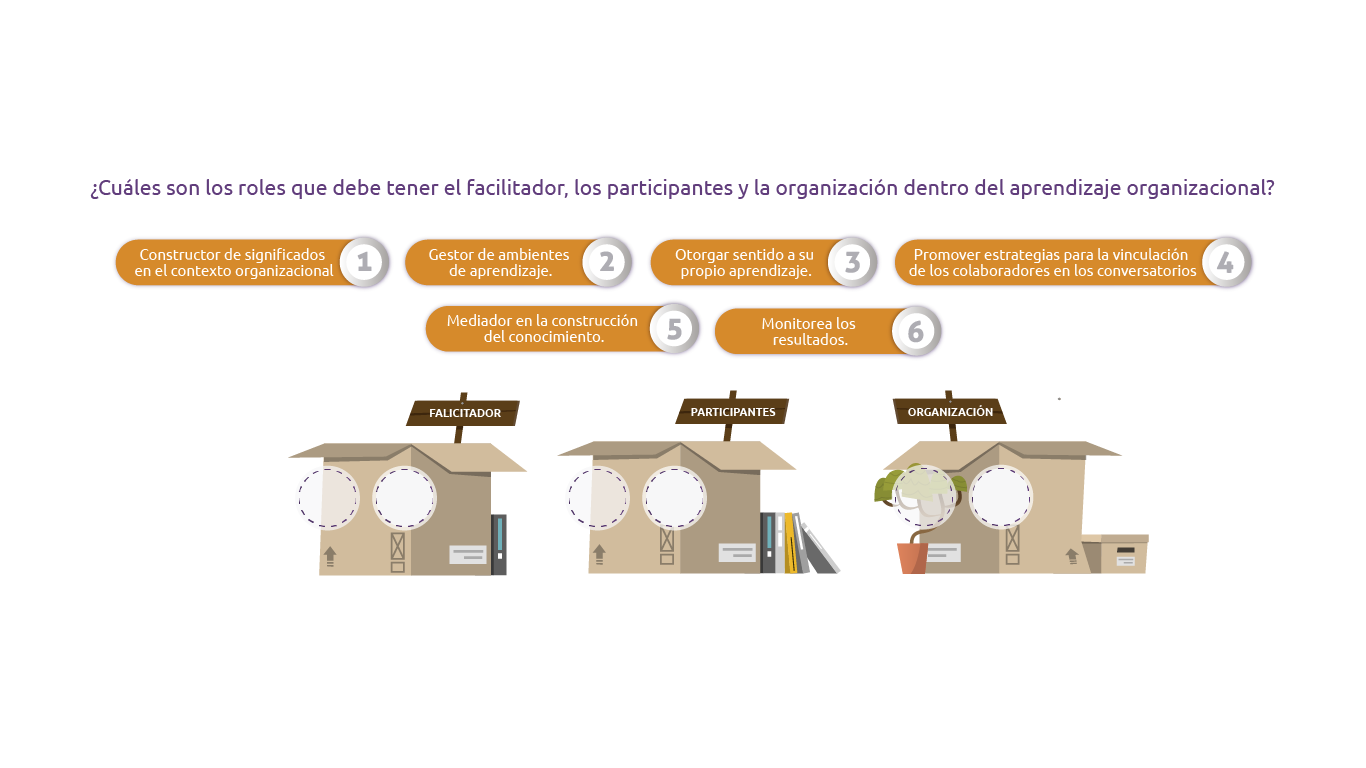 ¿Cuáles son los roles que debe tener el facilitador, los participantes y la organización dentro del aprendizaje organizacional?
Constructor de significados
en el contexto organizacional
1
Gestor de ambientes
de aprendizaje.
2
Otorgar sentido a su
propio aprendizaje.
3
Promover estrategias para la vinculación
de los colaboradores en los conversatorios
4
Mediador en la construcción
del conocimiento.
5
Monitorea los
resultados.
6
FALICITADOR
PARTICIPANTES
ORGANIZACIÓN